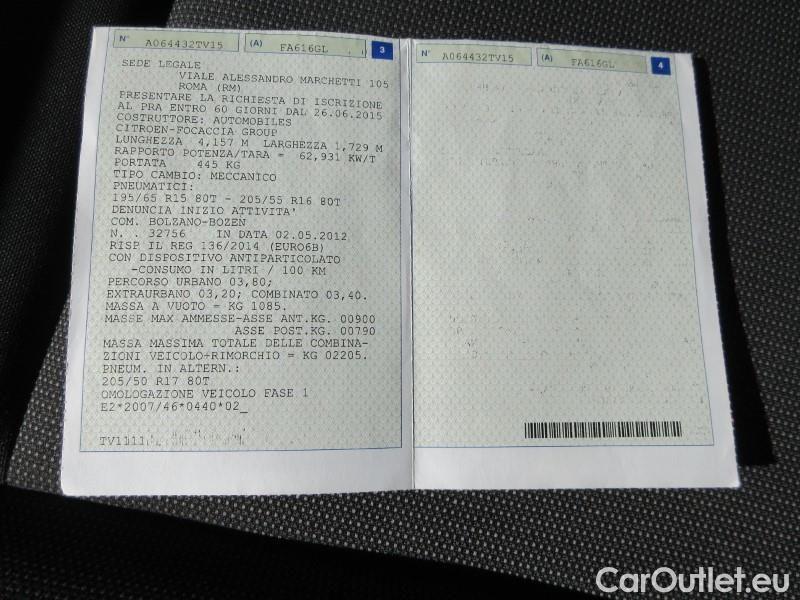 N° A064432TV15 (A) FA616GL 3
SEDE LEGALE
VIALE ALESSANDRO MARCHETTI 105
ROMA (RM)
PRESENTARE LA RICHIESTA DI ISCRIZIONE
AL PRA ENTRO 60 GIORNI DAL 26.06.2015
COSTRUTTORE: AUTOMOBILES
CITROEN-FOCACCIA GROUP
LUNGHEZZA 4,157 M LARGHEZZA 1,729 M
RAPPORTO POTENZA/TARA = 62,931 KW/T
PORTATA 445 KG
TIPO CAMBIO: MECCANICO
PNEUMATICI:
195/65 R15 80T - 205/55 R16 80T
DENUNCIA INIZIO ATTIVITA'
COM. BOLZANO-BOZEN
N. . 32756 IN DATA 02.05.2012
RISP IL REG 136/2014 (EURO6B)
CON DISPOSITIVO ANTIPARTICOLATO
-CONSUMO IN LITRI / 100 KM
PERCORSO URBANO 03,80;
EXTRAURBANO 03,20; COMBINATO 03,40.
MASSA A VUOTO = KG 1085.
MASSE MAX AMMESSE-ASSE ANT.KG. 00900
ASSE POST.KG. 00790
MASSA MASSIMA TOTALE DELLE COMBINA-
ZIONI VEICOLO+RIMORCHIO = KG 02205.
PNEUM. IN ALTERN.:
205/50 R17 80T
OMOLOGAZIONE VEICOLO FASE 1
E2*2007/46*0440*02_
TV1111
N° A064432TV15 (A) FA616GL 4
CarOutlet.eu